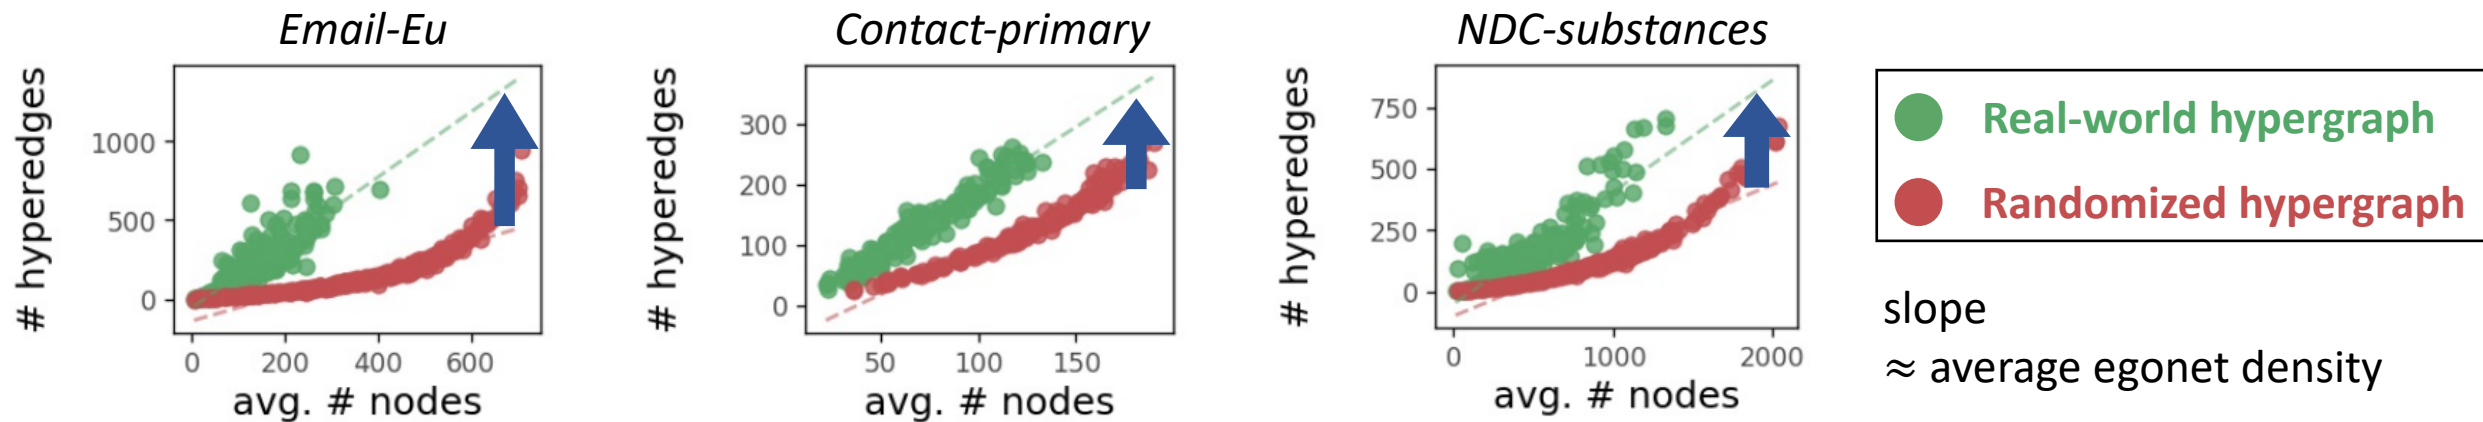 Email-Eu
# hyperedges
1000
500
0
0 200 400 600
avg. # nodes
Contact-primary
# hyperedges
300
200
100
0
50 100 150
avg. # nodes
NDC-substances
# hyperedges
750
500
250
0
0 1000 2000
avg. # nodes
Real-world hypergraph
Randomized hypergraph
slope
≈ average egonet density